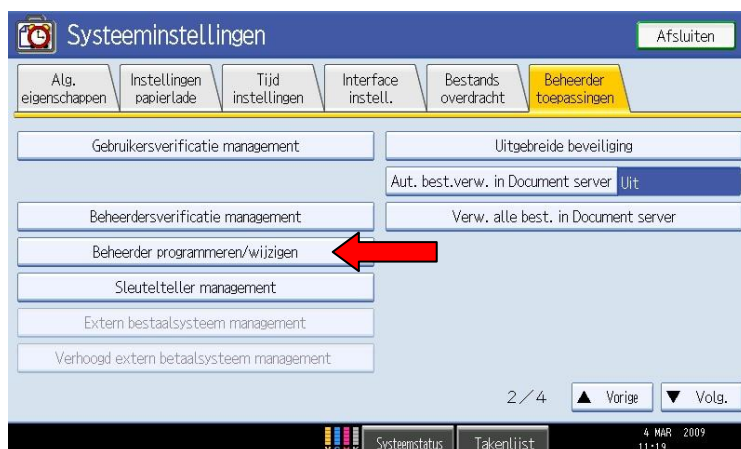 Systeeminstellingen
Afsluiten
Alg. eigenschappen
Instellingen papierlade
Tijd instellingen
Interface instell.
Bestands overdracht
Beheerder toepassingen
Gebruikersverificatie management
Uitgebreide beveiliging
Aut. best.verw. in Document server Uit
Beheerdersverificatie management
Verw. alle best. in Document server
Beheerder programmeren/wijzigen
Sleutelteller management
Extern bestaalsysteem management
Verhoogd extern betaalsysteem management
2/4
▲ Vorige
▼ Volg.
Systeemstatus
Takenlijst
4 MAR 2009
11:19